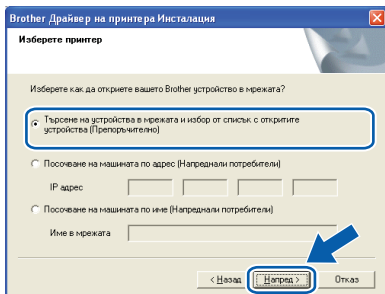 Brother Драйвер на принтера Инсталация
Изберете принтер
Изберете как да откриете вашето Brother устройство в мрежата?
Търсене на устройства в мрежата и избор от списък с откритите
устройства (Препоръчително)
Посочване на машината по адрес (Напреднали потребители)
IP адрес
Посочване на машината по име (Напреднали потребители)
Име в мрежата
< Назад Напред > Отказ